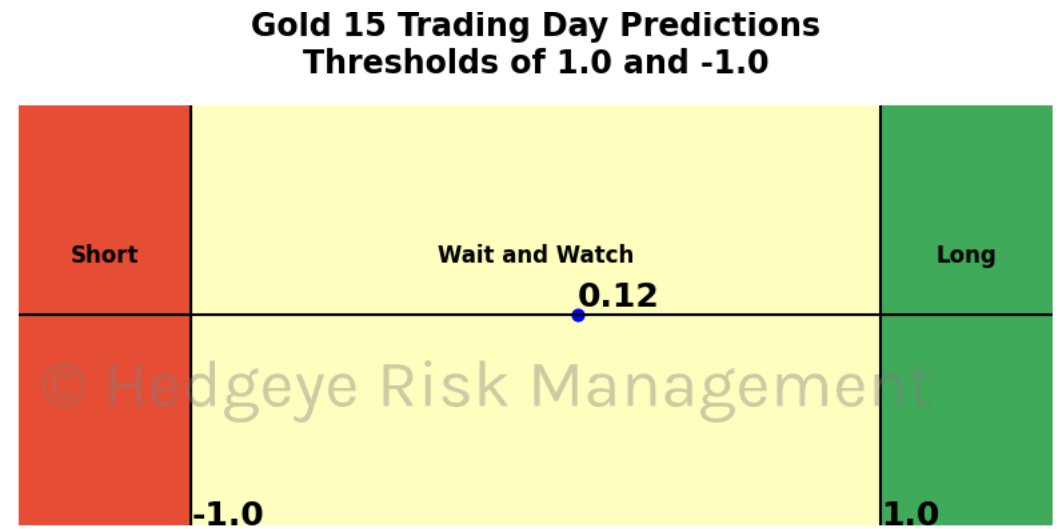 Gold 15 Trading Day Predictions
Thresholds of 1.0 and -1.0
Short
Wait and Watch
Long
0.12
© Hedgeye Risk Management
-1.0
1.0